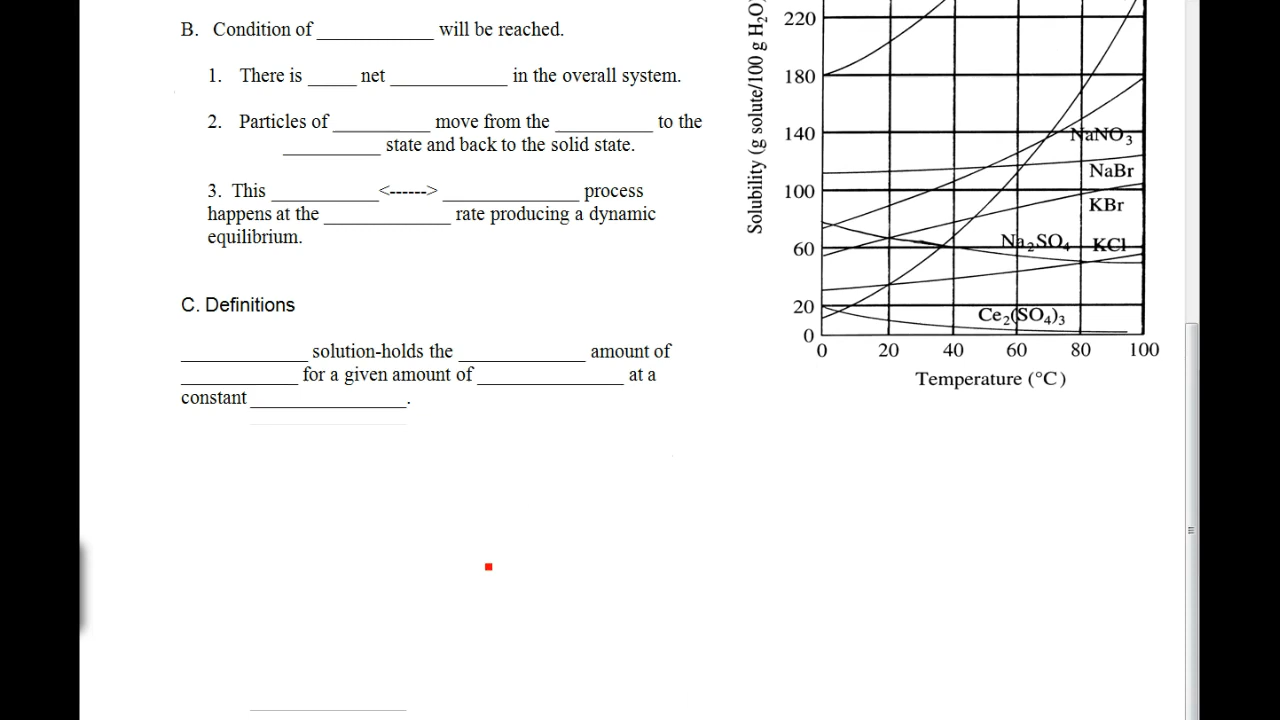 B. Condition of ____________ will be reached.
1. There is _____ net ____________ in the overall system.
2. Particles of __________ move from the __________ to the
__________ state and back to the solid state.
3. This ___________ <------> ______________ process
happens at the _____________ rate producing a dynamic
equilibrium.
C. Definitions
_____________ solution-holds the _____________ amount of
____________ for a given amount of _______________ at a
constant ________________.
Solubility (g solute/100 g H₂O)
220
180
140
100
60
20
0
NaNO₃
NaBr
KBr
Na₂SO₄
KCl
Ce₂(SO₄)₃
0 20 40 60 80 100
Temperature (°C)